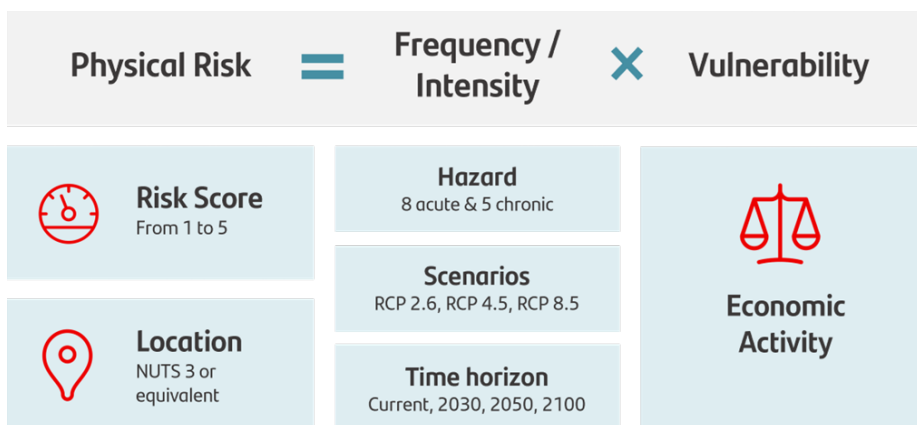 Physical Risk = Frequency / Intensity × Vulnerability
Risk Score
From 1 to 5
Location
NUTS 3 or
equivalent
Hazard
8 acute & 5 chronic
Scenarios
RCP 2.6, RCP 4.5, RCP 8.5
Time horizon
Current, 2030, 2050, 2100
Economic
Activity